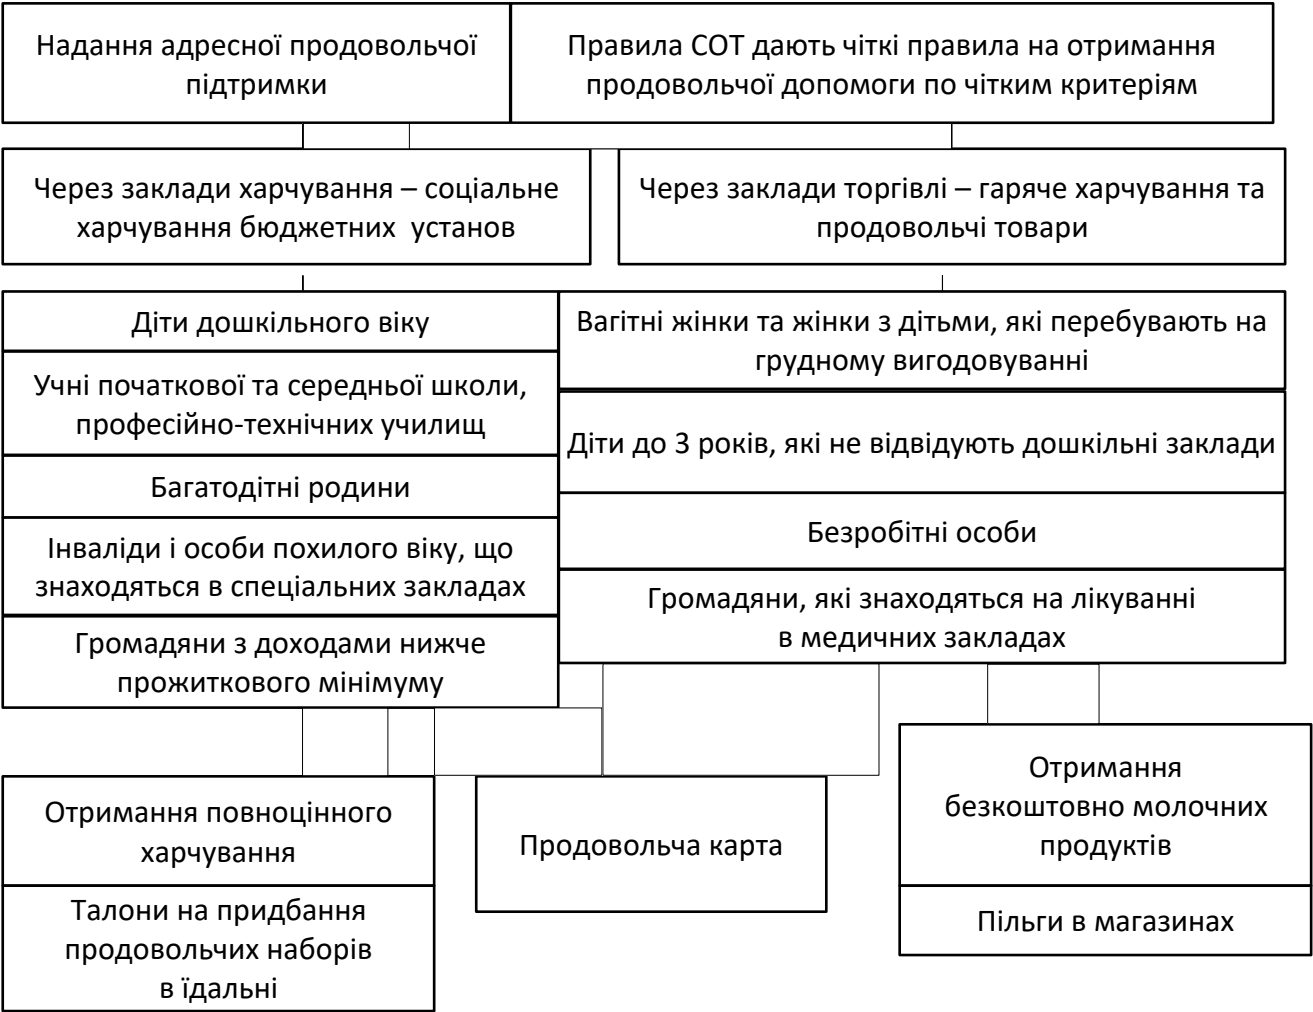 Надання адресної продовольчої
підтримки
Правила СОТ дають чіткі правила на отримання
продовольчої допомоги по чітким критеріям
Через заклади харчування – соціальне
харчування бюджетних установ
Через заклади торгівлі – гаряче харчування та
продовольчі товари
Діти дошкільного віку
Учні початкової та середньої школи,
професійно-технічних училищ
Багатодітні родини
Інваліди і особи похилого віку, що
знаходяться в спеціальних закладах
Громадяни з доходами нижче
прожиткового мінімуму
Вагітні жінки та жінки з дітьми, які перебувають на
грудному вигодовуванні
Діти до 3 років, які не відвідують дошкільні заклади
Безробітні особи
Громадяни, які знаходяться на лікуванні
в медичних закладах
Отримання повноцінного
харчування
Талони на придбання
продовольчих наборів
в їдальні
Продовольча карта
Отримання
безкоштовно молочних
продуктів
Пільги в магазинах